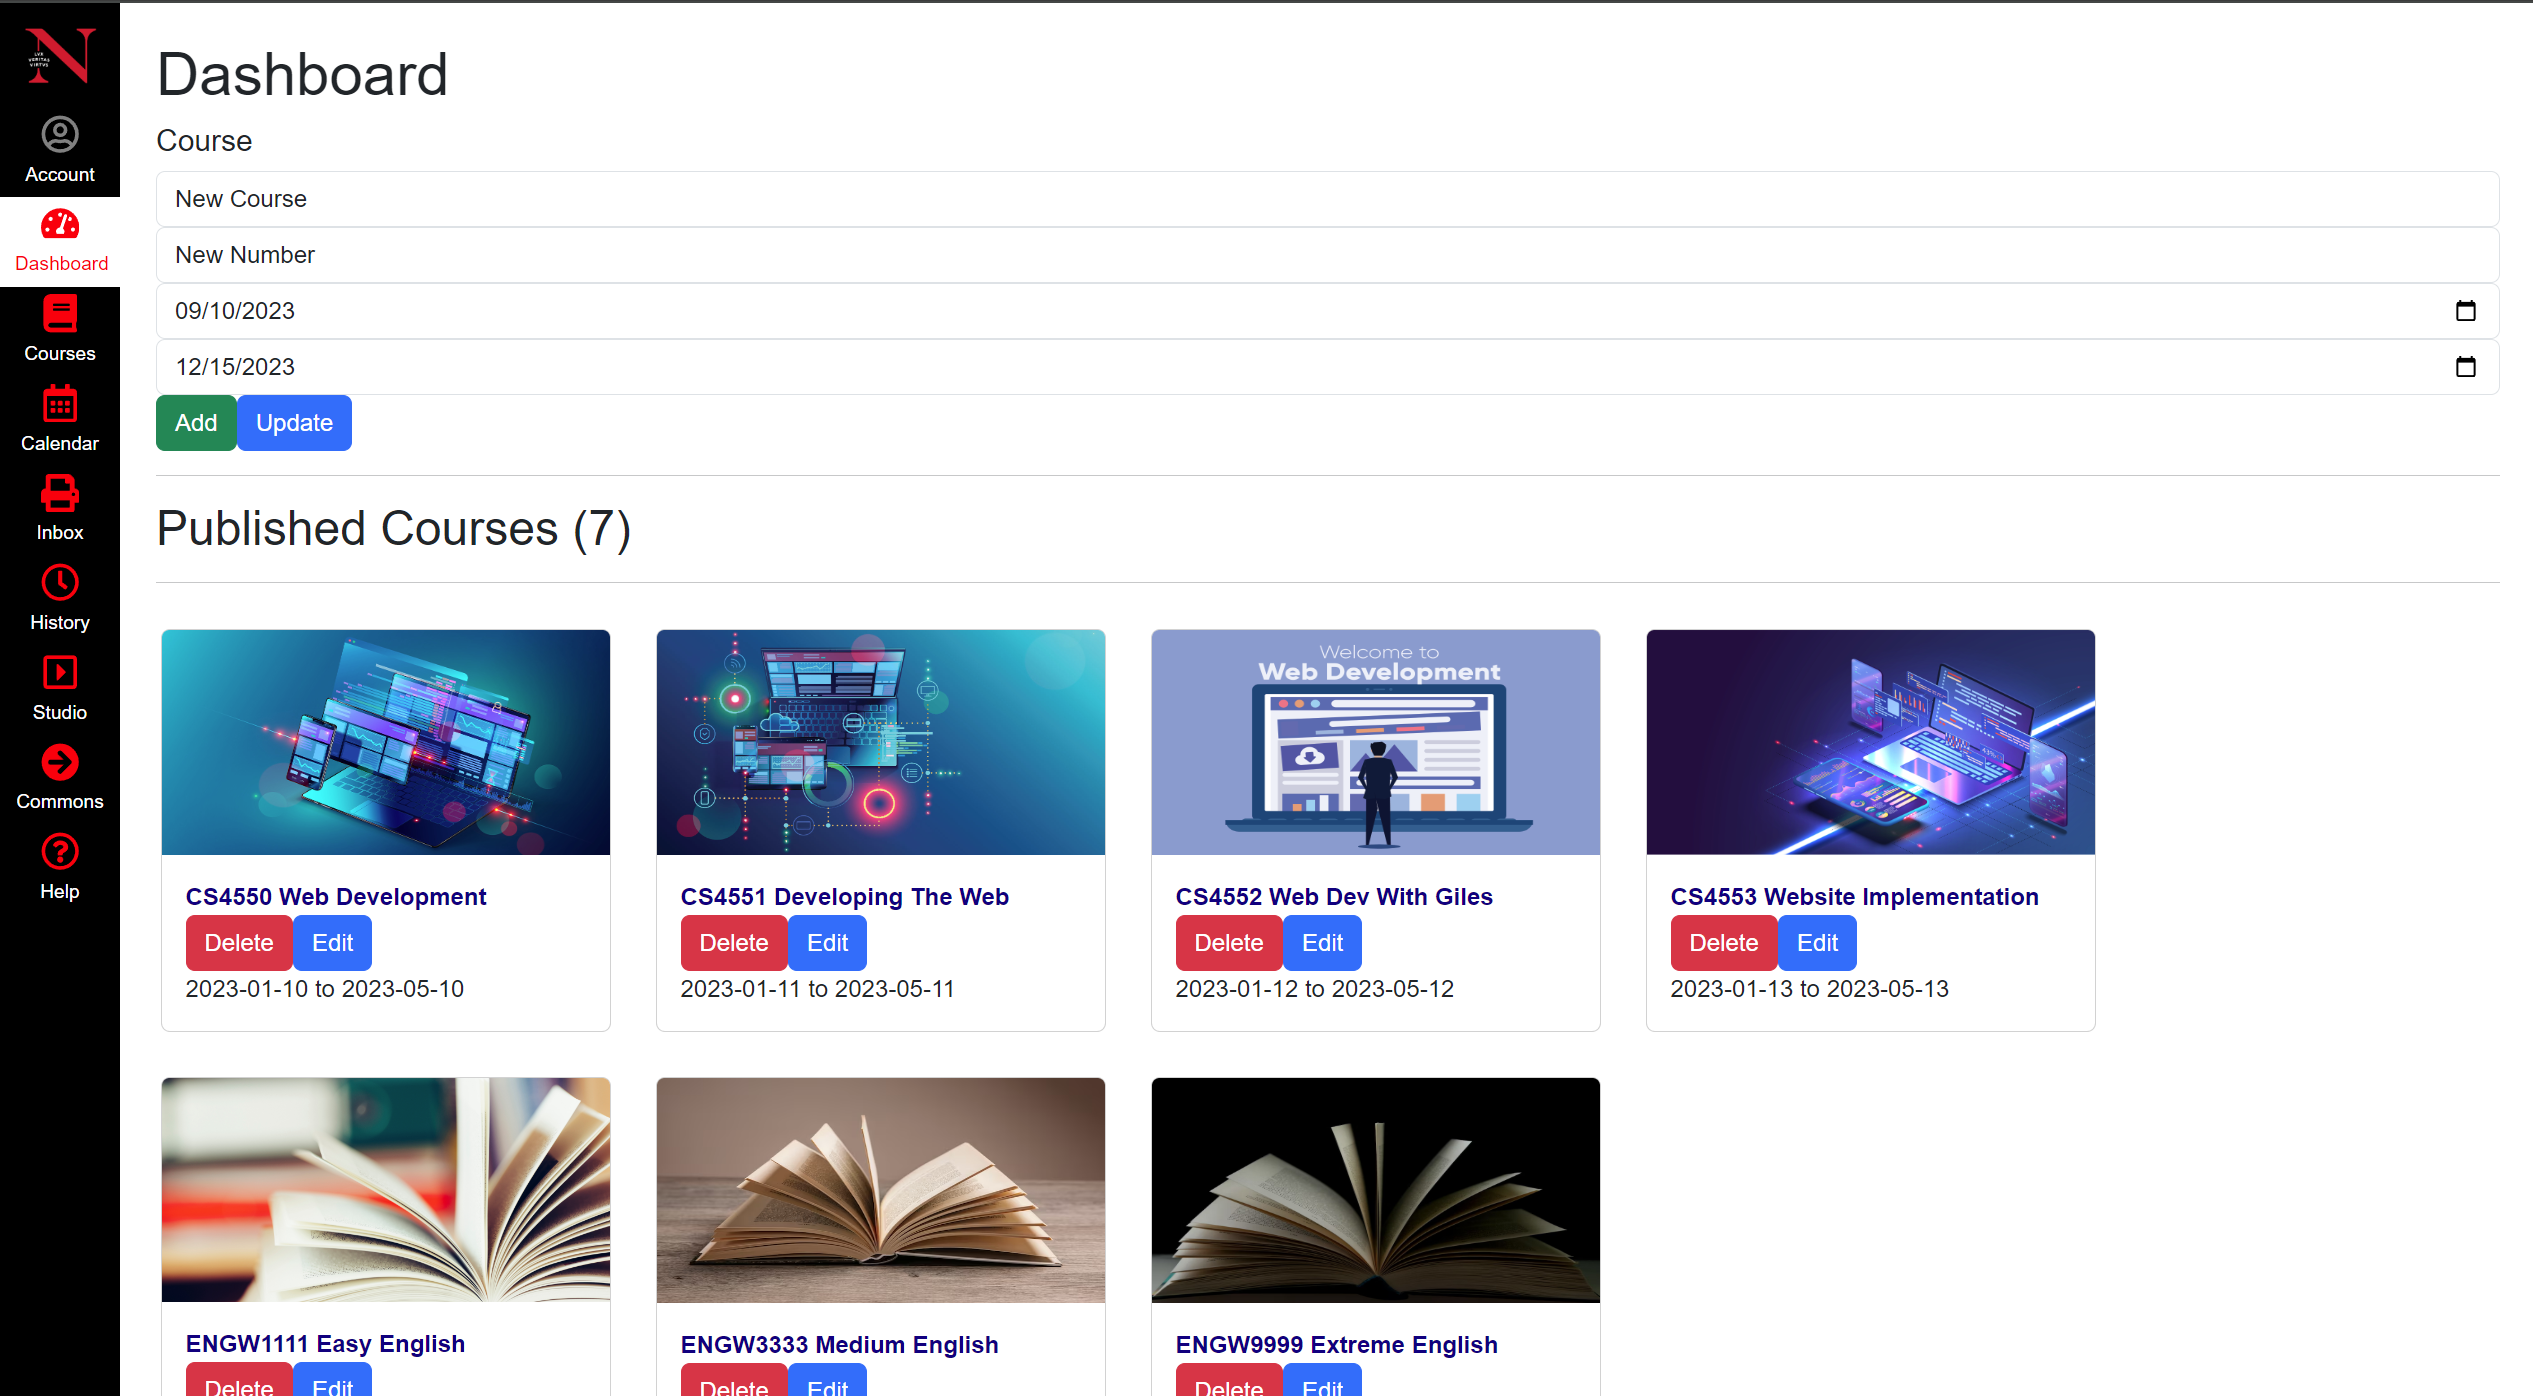 LVX
VERITAS
VIRTVS
Account
Dashboard
Courses
Calendar
Inbox
History
Studio
Commons
Help
Dashboard
Course
New Course
New Number
09/10/2023
12/15/2023
Add Update
Published Courses (7)
Welcome to
Web Development
CS4550 Web Development
Delete Edit
2023-01-10 to 2023-05-10
CS4551 Developing The Web
Delete Edit
2023-01-11 to 2023-05-11
CS4552 Web Dev With Giles
Delete Edit
2023-01-12 to 2023-05-12
CS4553 Website Implementation
Delete Edit
2023-01-13 to 2023-05-13
ENGW1111 Easy English
Delete Edit
ENGW3333 Medium English
Delete Edit
ENGW9999 Extreme English
Delete Edit